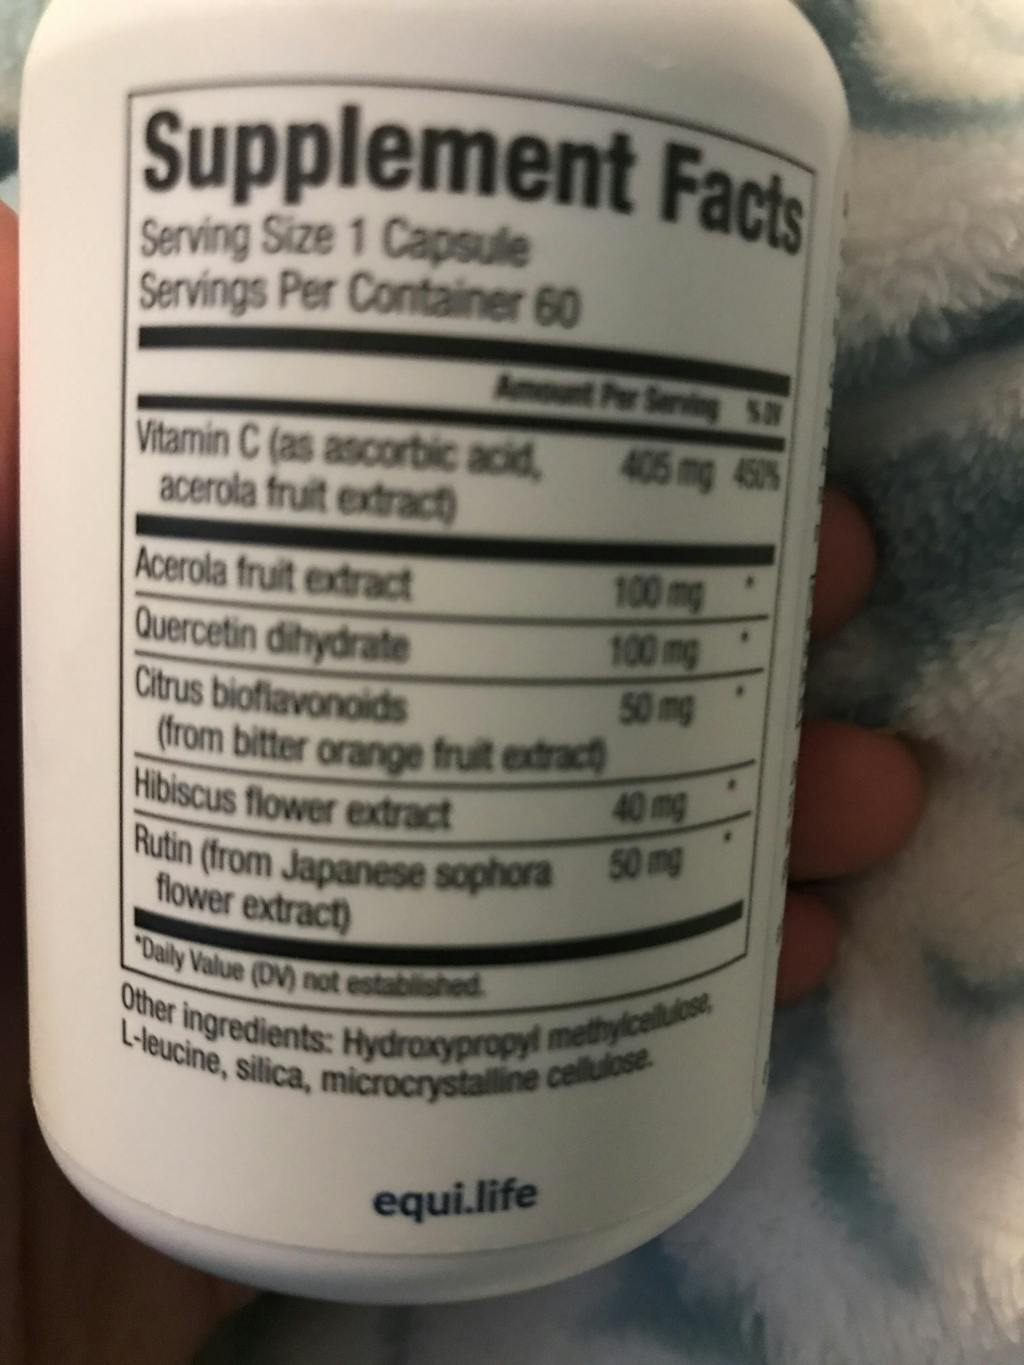 Supplement Facts
Serving Size 1 Capsule
Servings Per Container 60
Amount Per Serving % DV
Vitamin C (as ascorbic acid, 405 mg 450%
acerola fruit extract)
Acerola fruit extract 100 mg *
Quercetin dihydrate 100 mg *
Citrus bioflavonoids 50 mg *
(from bitter orange fruit extract)
Hibiscus flower extract 40 mg *
Rutin (from Japanese sophora 50 mg *
flower extract)
*Daily Value (DV) not established.
Other ingredients: Hydroxypropyl methylcellulose,
L-leucine, silica, microcrystalline cellulose.
equi.life